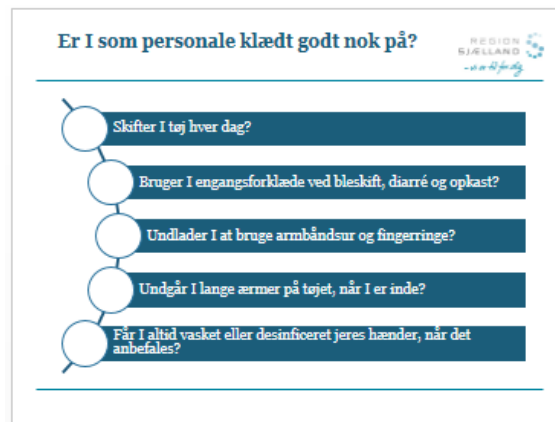 Er I som personale klædt godt nok på?
REGION
SJÆLLAND
Skifter I tøj hver dag?
Bruger I engangsforklæde ved bleskift, diarré og opkast?
Undlader I at bruge armbåndsur og fingerringe?
Undgår I lange ærmer på tøjet, når I er inde?
Får I altid vasket eller desinficeret jeres hænder, når det
anbefales?